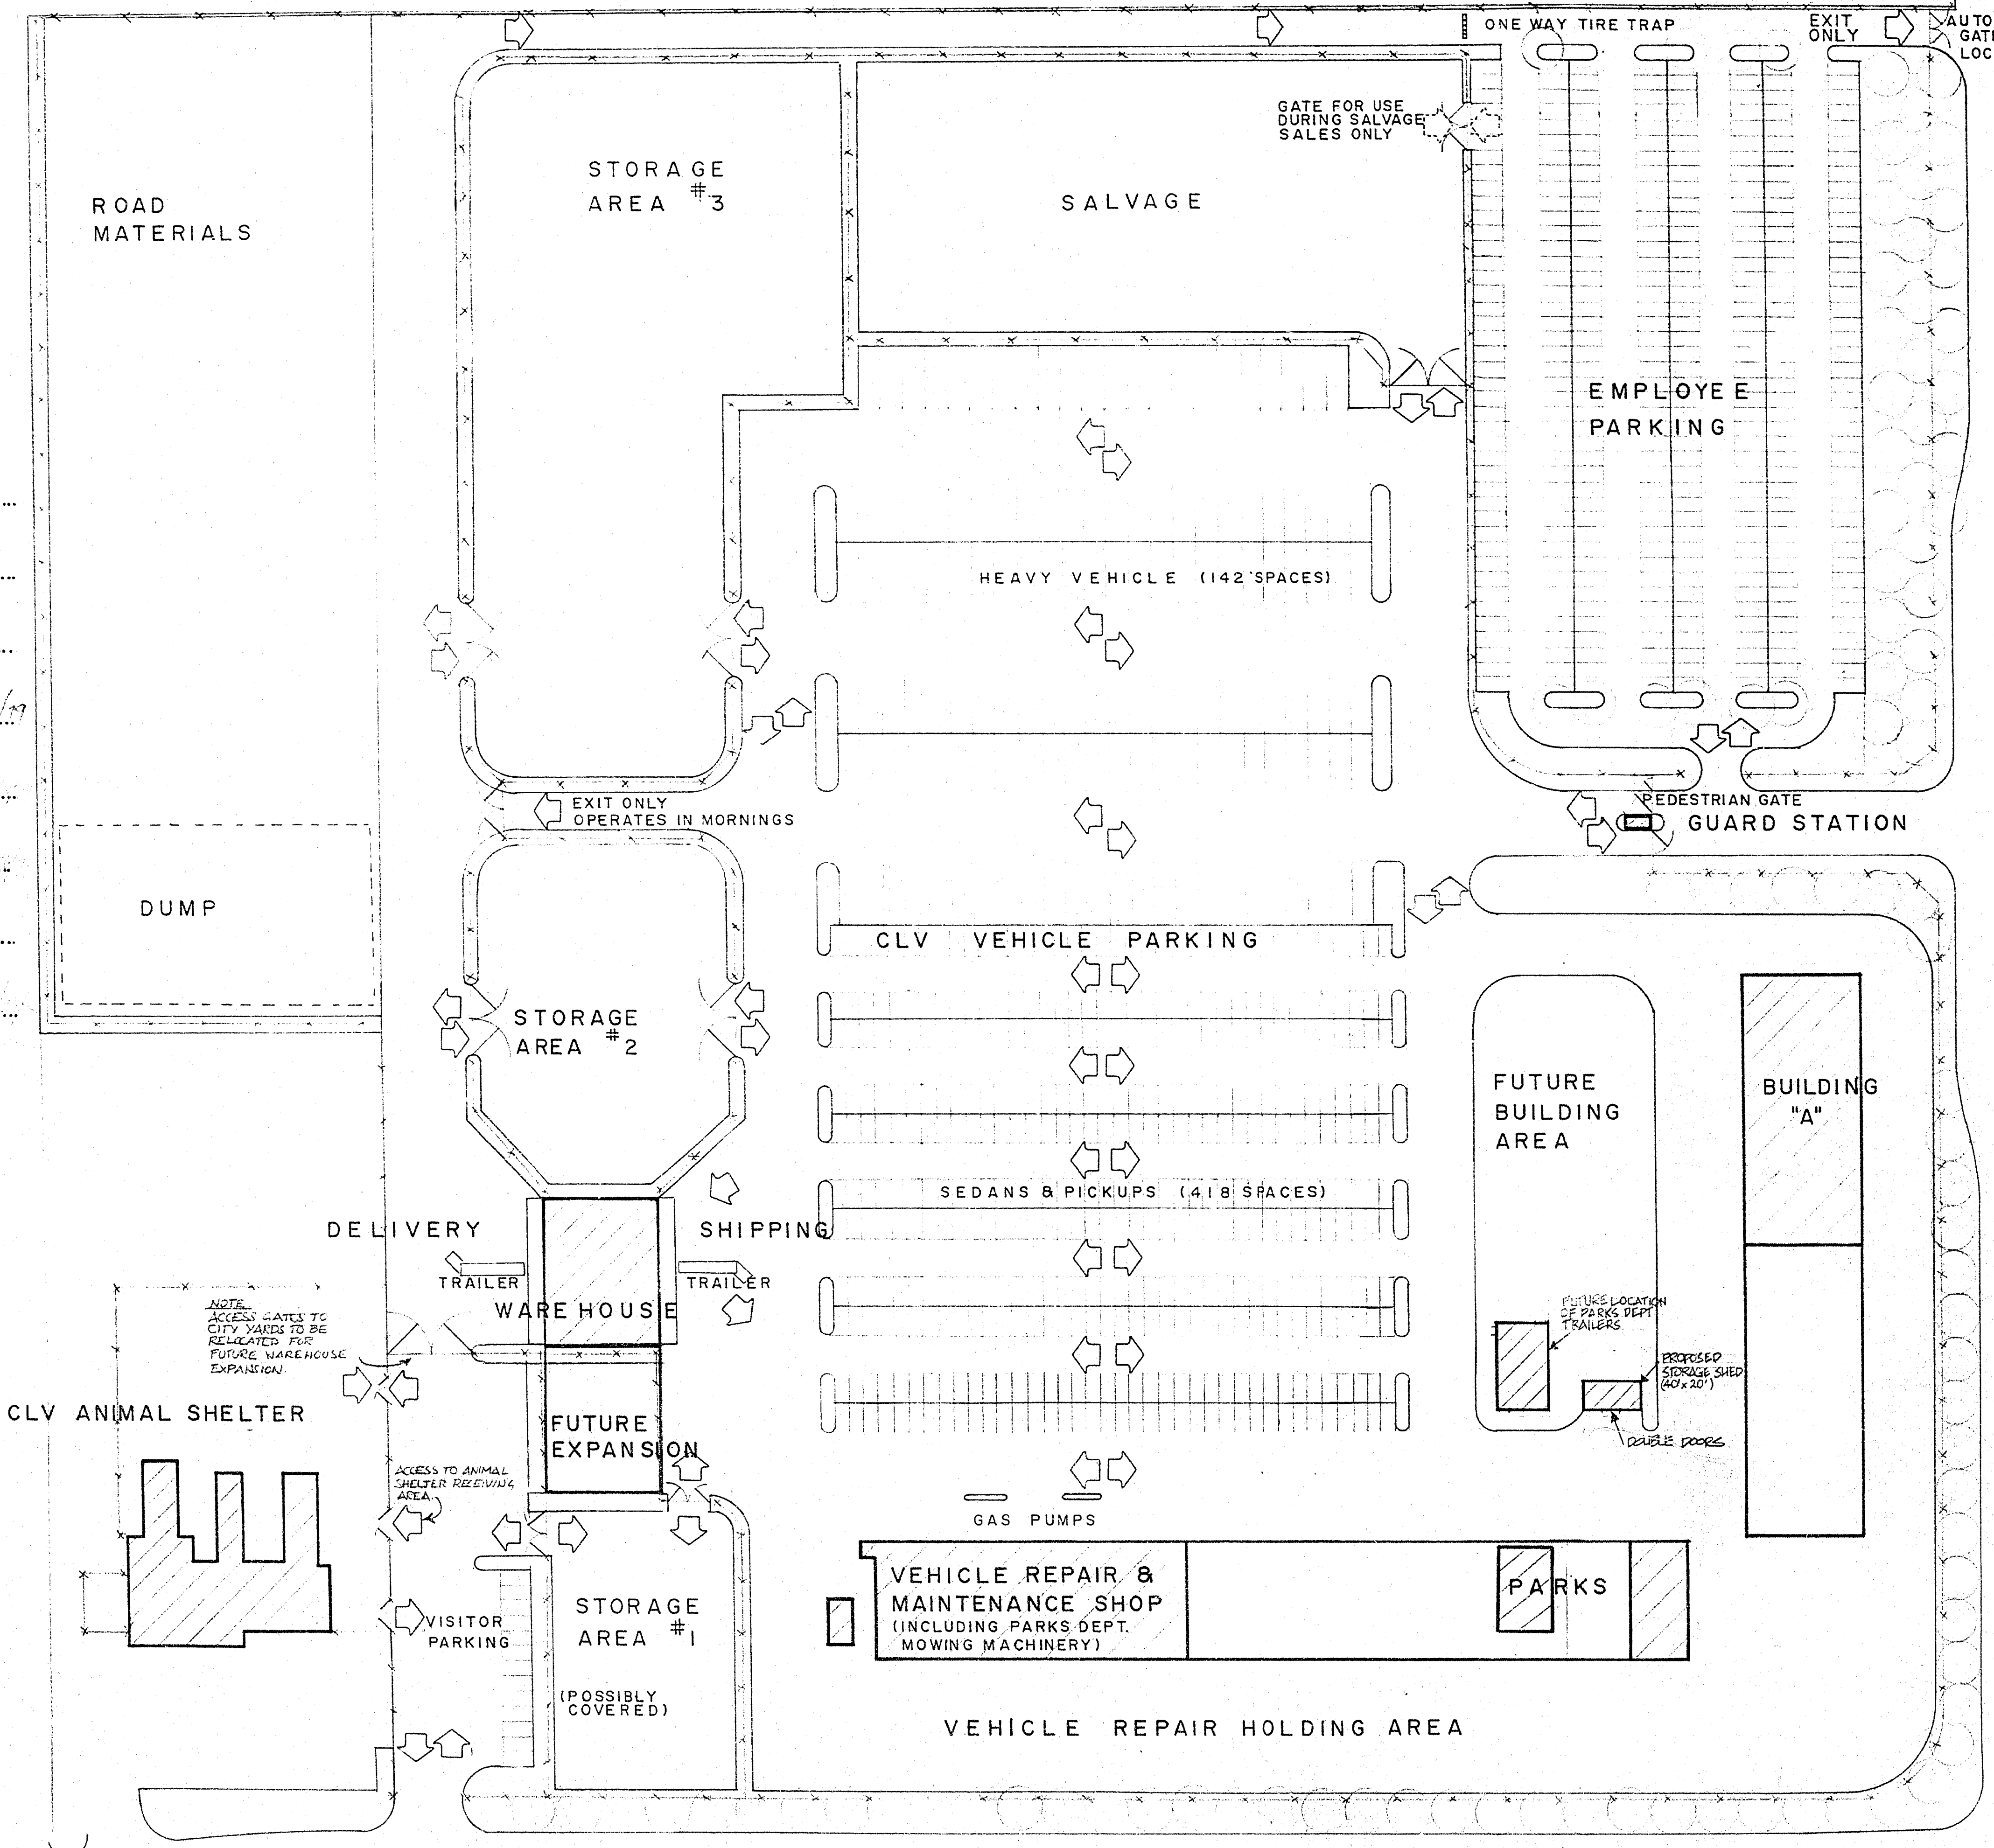 ONE WAY TIRE TRAP
EXIT
ONLY
GATE FOR USE
DURING SALVAGE
SALES ONLY
STORAGE
AREA #3
SALVAGE
ROAD
MATERIALS
EMPLOYEE
PARKING
HEAVY VEHICLE (142 SPACES)
EXIT ONLY
OPERATES IN MORNINGS
PEDESTRIAN GATE
GUARD STATION
DUMP
CLV VEHICLE PARKING
STORAGE
AREA #2
FUTURE
BUILDING
AREA
BUILDING
"A"
SEDANS & PICKUPS (418 SPACES)
DELIVERY
SHIPPING
TRAILER
TRAILER
WAREHOUSE
NOTE
ACCESS GATES TO
CITY YARDS TO BE
RELOCATED FOR
FUTURE WAREHOUSE
EXPANSION.
FUTURE LOCATION
OF PARKS DEPT
TRAILERS
PROPOSED
STORAGE SHED
(40'x20')
DOUBLE DOORS
CLV ANIMAL SHELTER
FUTURE
EXPANSION
ACCESS TO ANIMAL
SHELTER RECEIVING
AREA.
GAS PUMPS
VEHICLE REPAIR &
MAINTENANCE SHOP
(INCLUDING PARKS DEPT.
MOWING MACHINERY)
PARKS
STORAGE
AREA #1
VISITOR
PARKING
(POSSIBLY
COVERED)
VEHICLE REPAIR HOLDING AREA